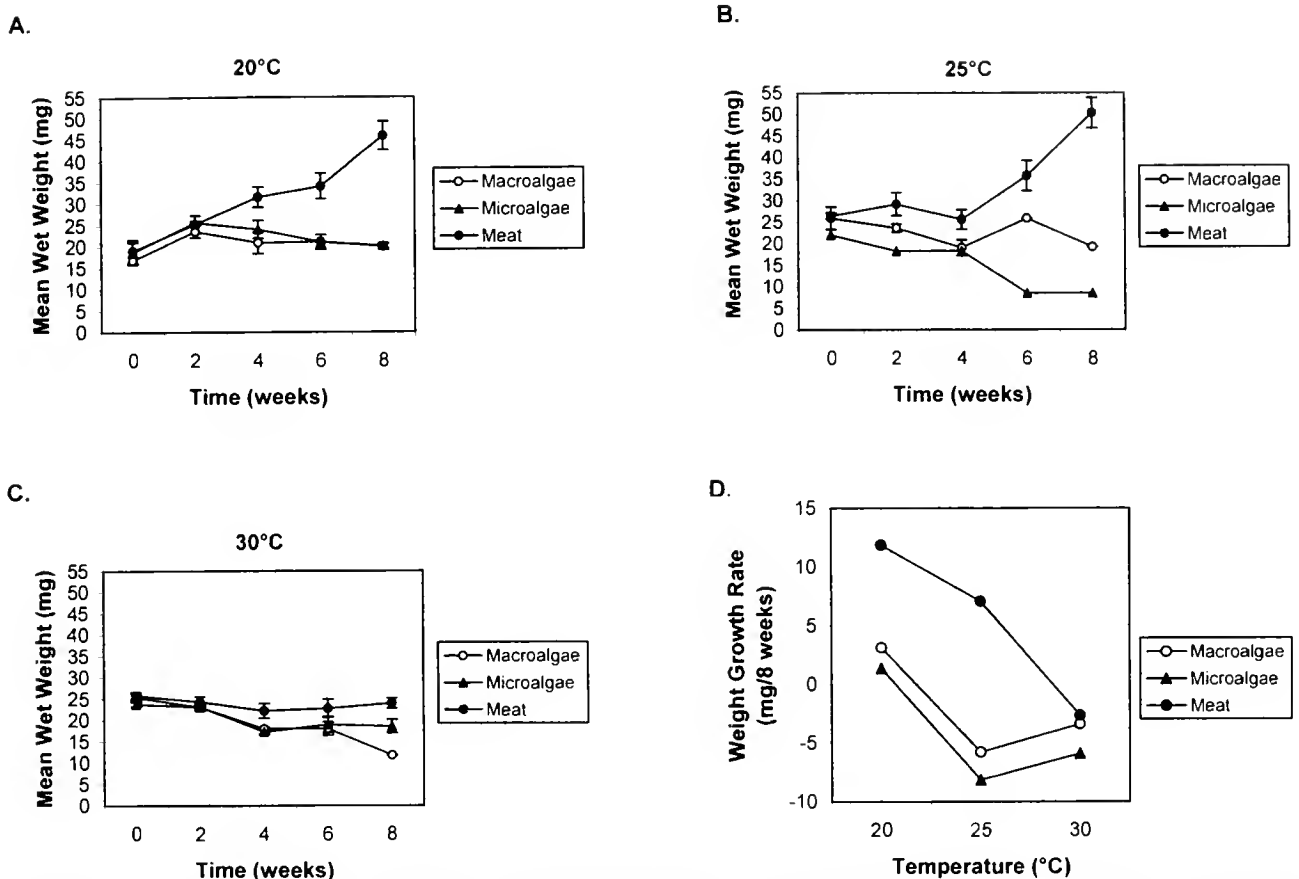 A.
20°C
Mean Wet Weight (mg)
55
50
45
40
35
30
25
20
15
10
5
0
0 2 4 6 8
Time (weeks)
Macroalgae
Microalgae
Meat
B.
25°C
Mean Wet Weight (mg)
55
50
45
40
35
30
25
20
15
10
5
0
0 2 4 6 8
Time (weeks)
Macroalgae
Microalgae
Meat
C.
30°C
Mean Wet Weight (mg)
55
50
45
40
35
30
25
20
15
10
5
0
0 2 4 6 8
Time (weeks)
Macroalgae
Microalgae
Meat
D.
Weight Growth Rate
(mg/8 weeks)
15
10
5
0
-5
-10
20 25 30
Temperature (°C)
Macroalgae
Microalgae
Meat